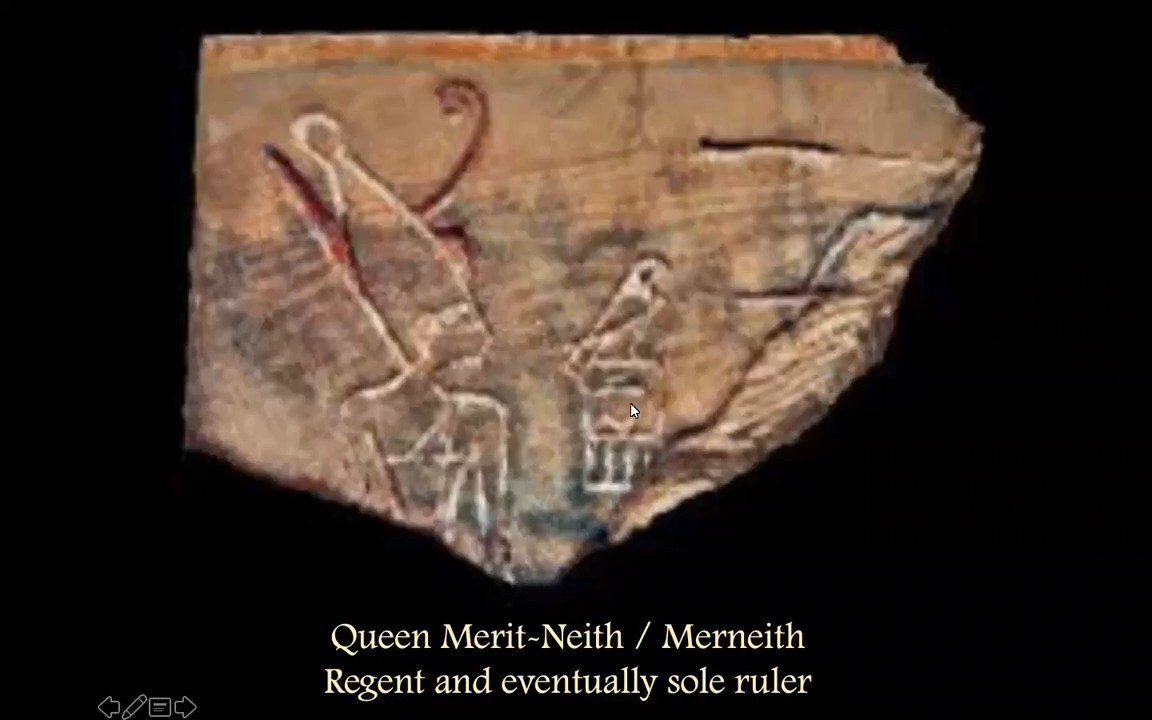 Queen Merit-Neith / Merneith
Regent and eventually sole ruler